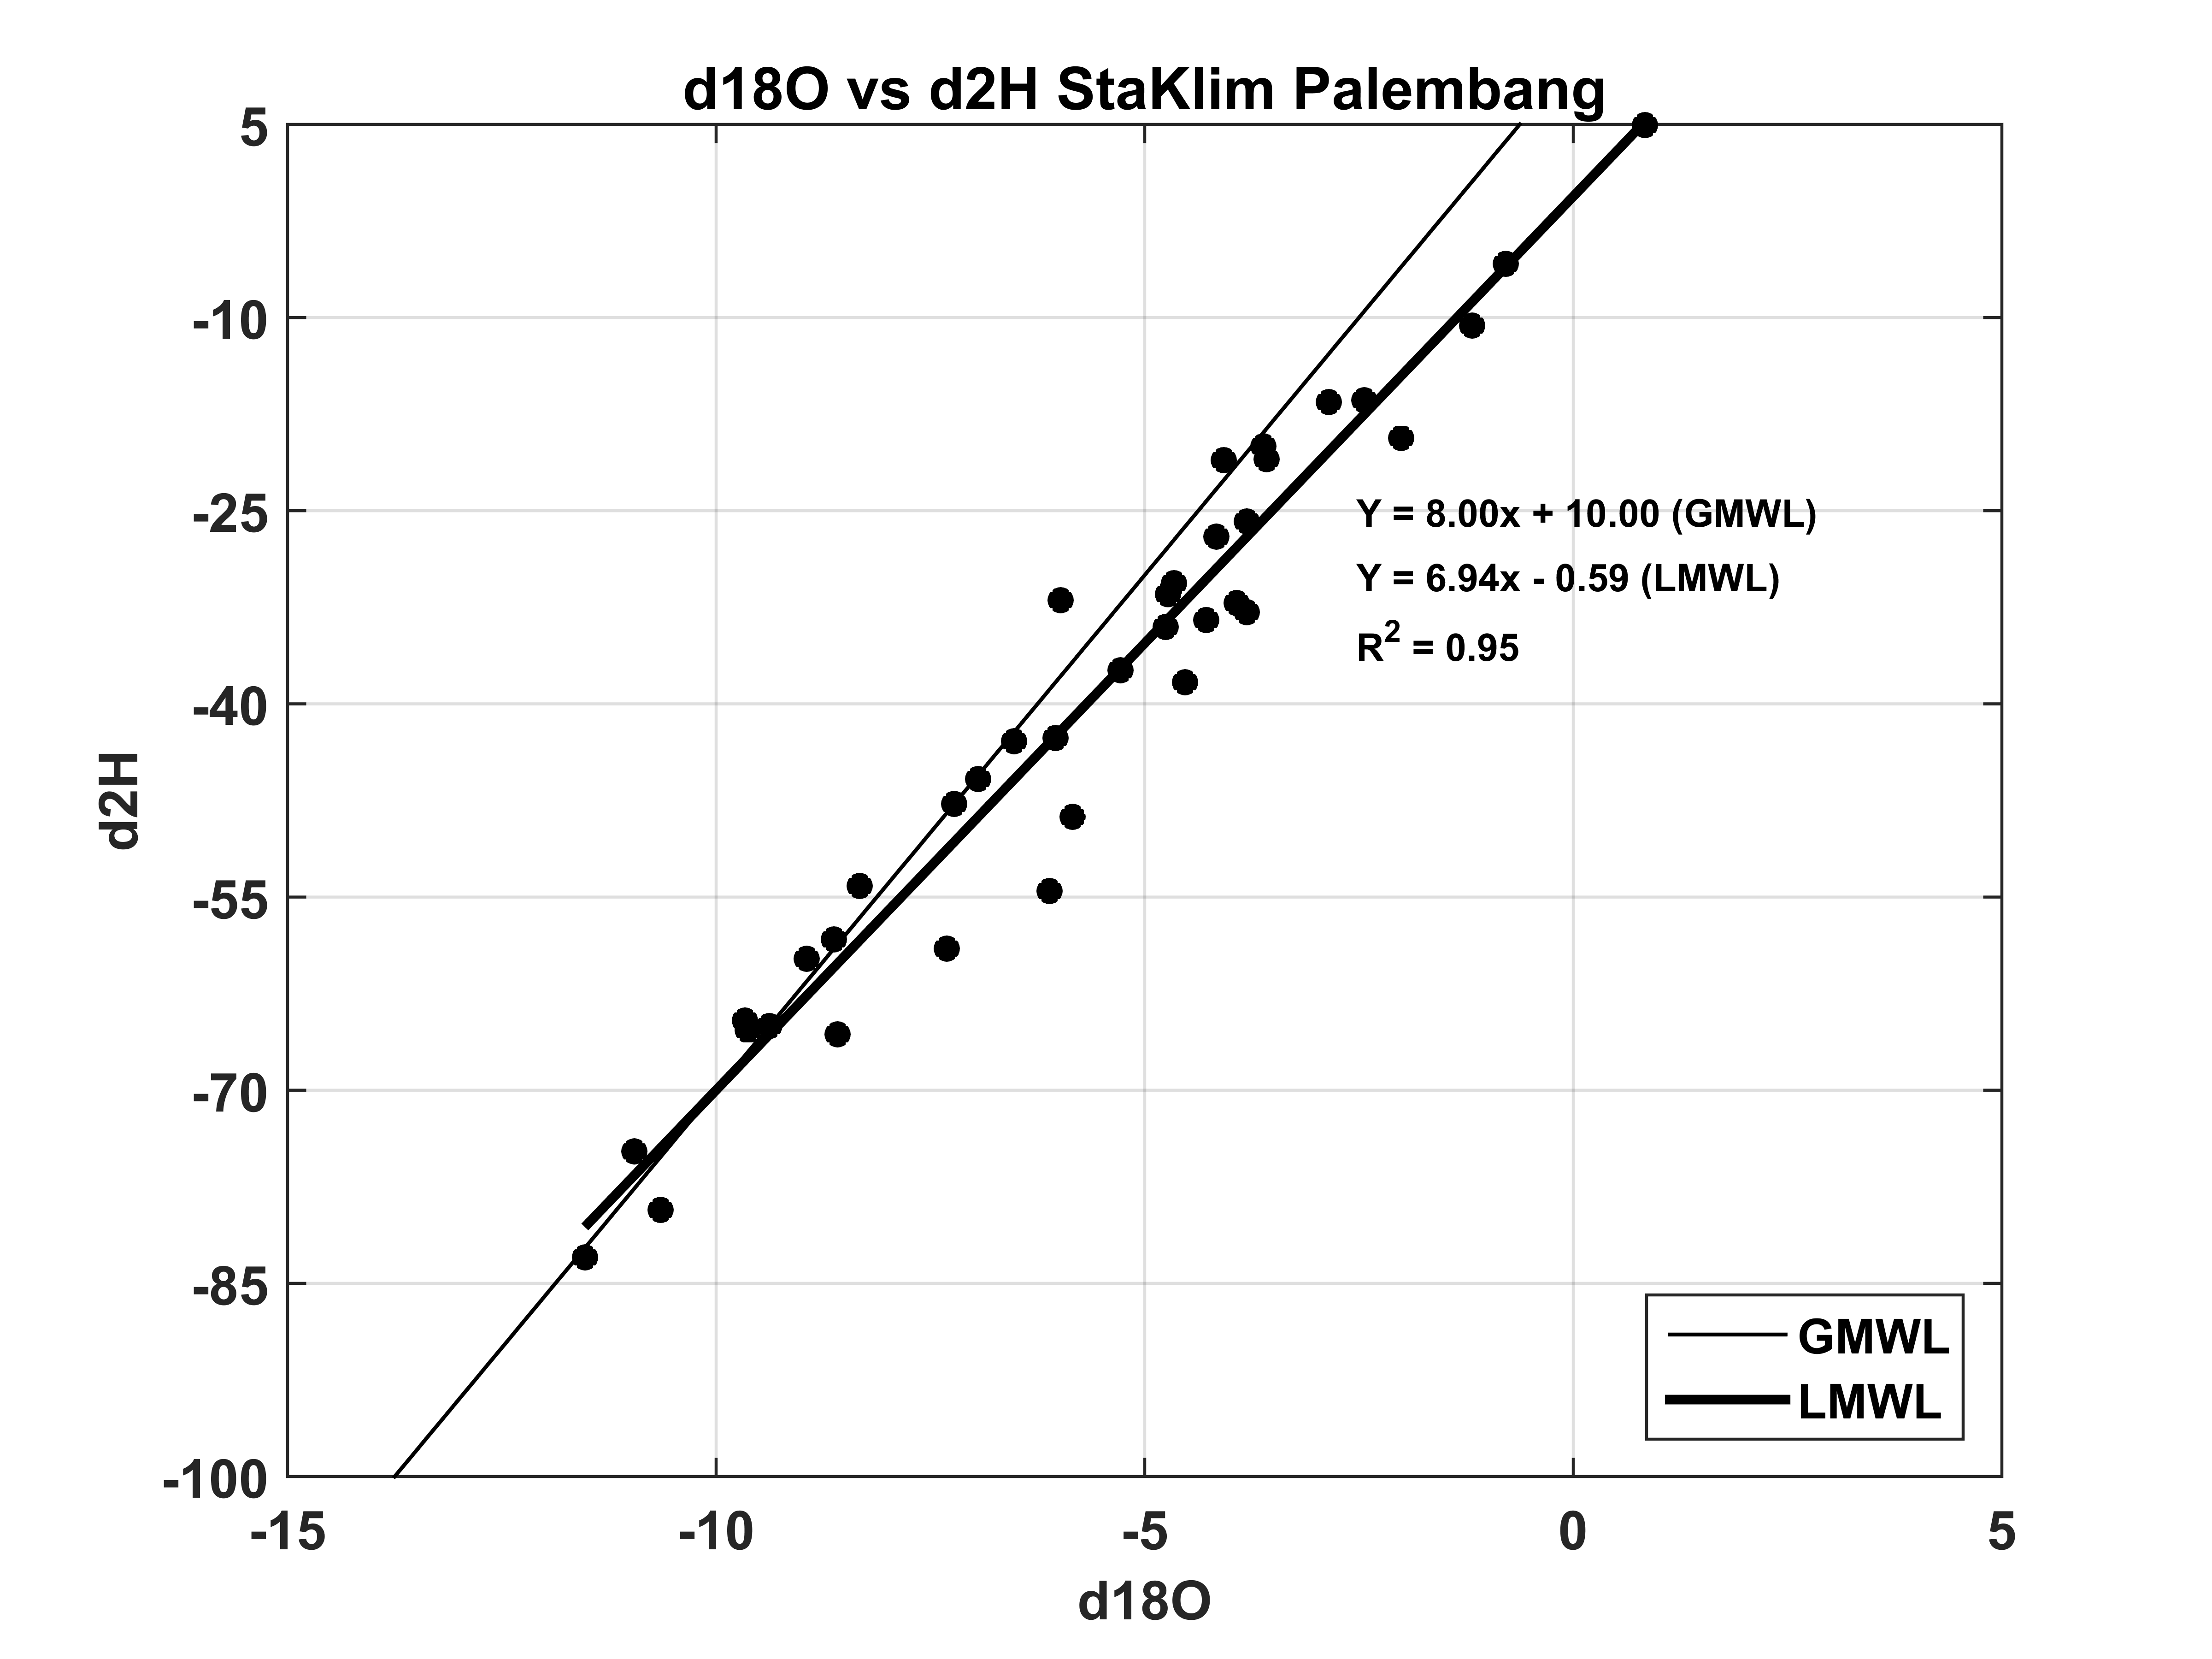 d18O vs d2H StaKlim Palembang
5
-10
-25
-40
-55
-70
-85
-100
d2H
Y = 8.00x + 10.00 (GMWL)
Y = 6.94x - 0.59 (LMWL)
R² = 0.95
GMWL
LMWL
-15 -10 -5 0 5
d18O